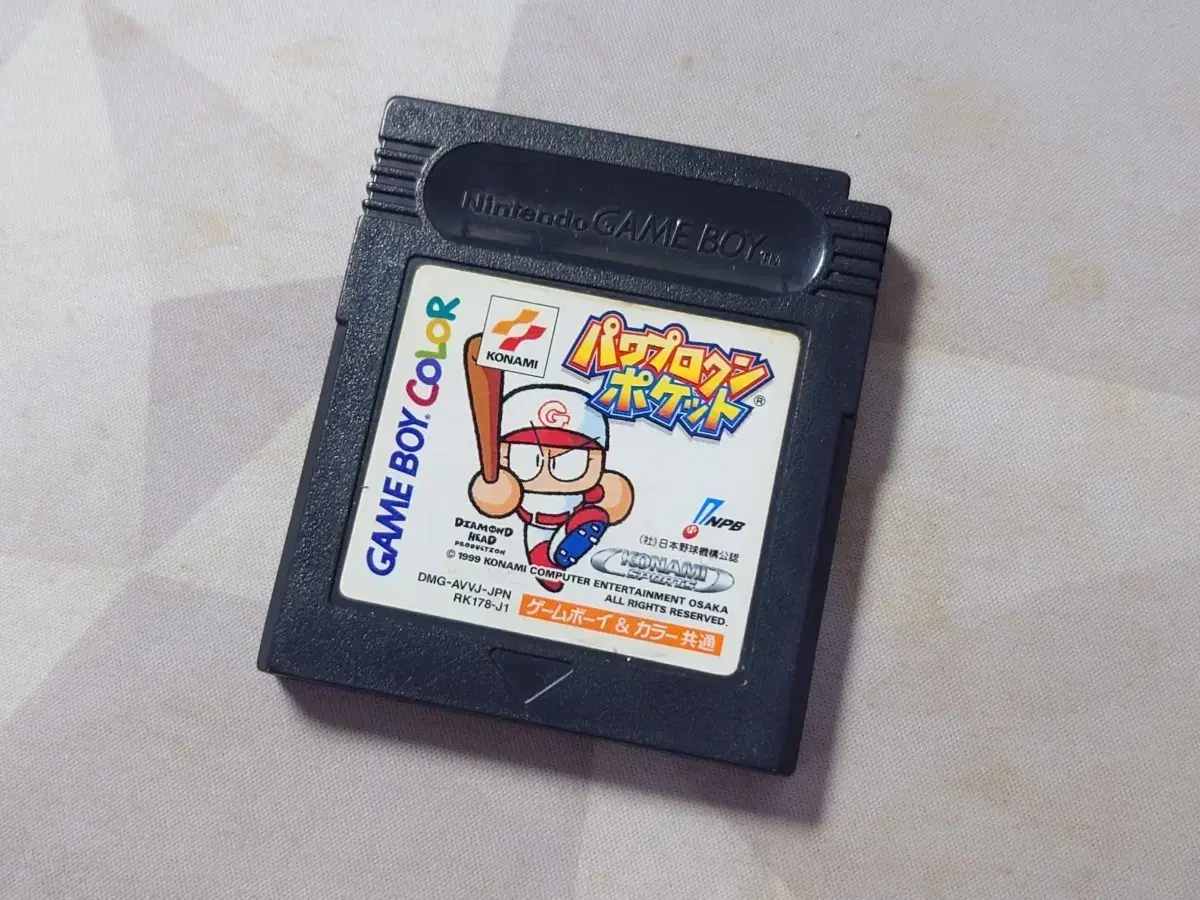 Nintendo GAME BOY™
GAME BOY. COLOR
KONAMI
パワプロクン
ポケット®
G
DIAMOND
HEAD
PRODUCTION
NPB
(社)日本野球機構公認
KONAMI
SPORTS
© 1999 KONAMI COMPUTER ENTERTAINMENT OSAKA
ALL RIGHTS RESERVED.
DMG-AVVJ-JPN
RK178-J1
ゲームボーイ & カラー共通